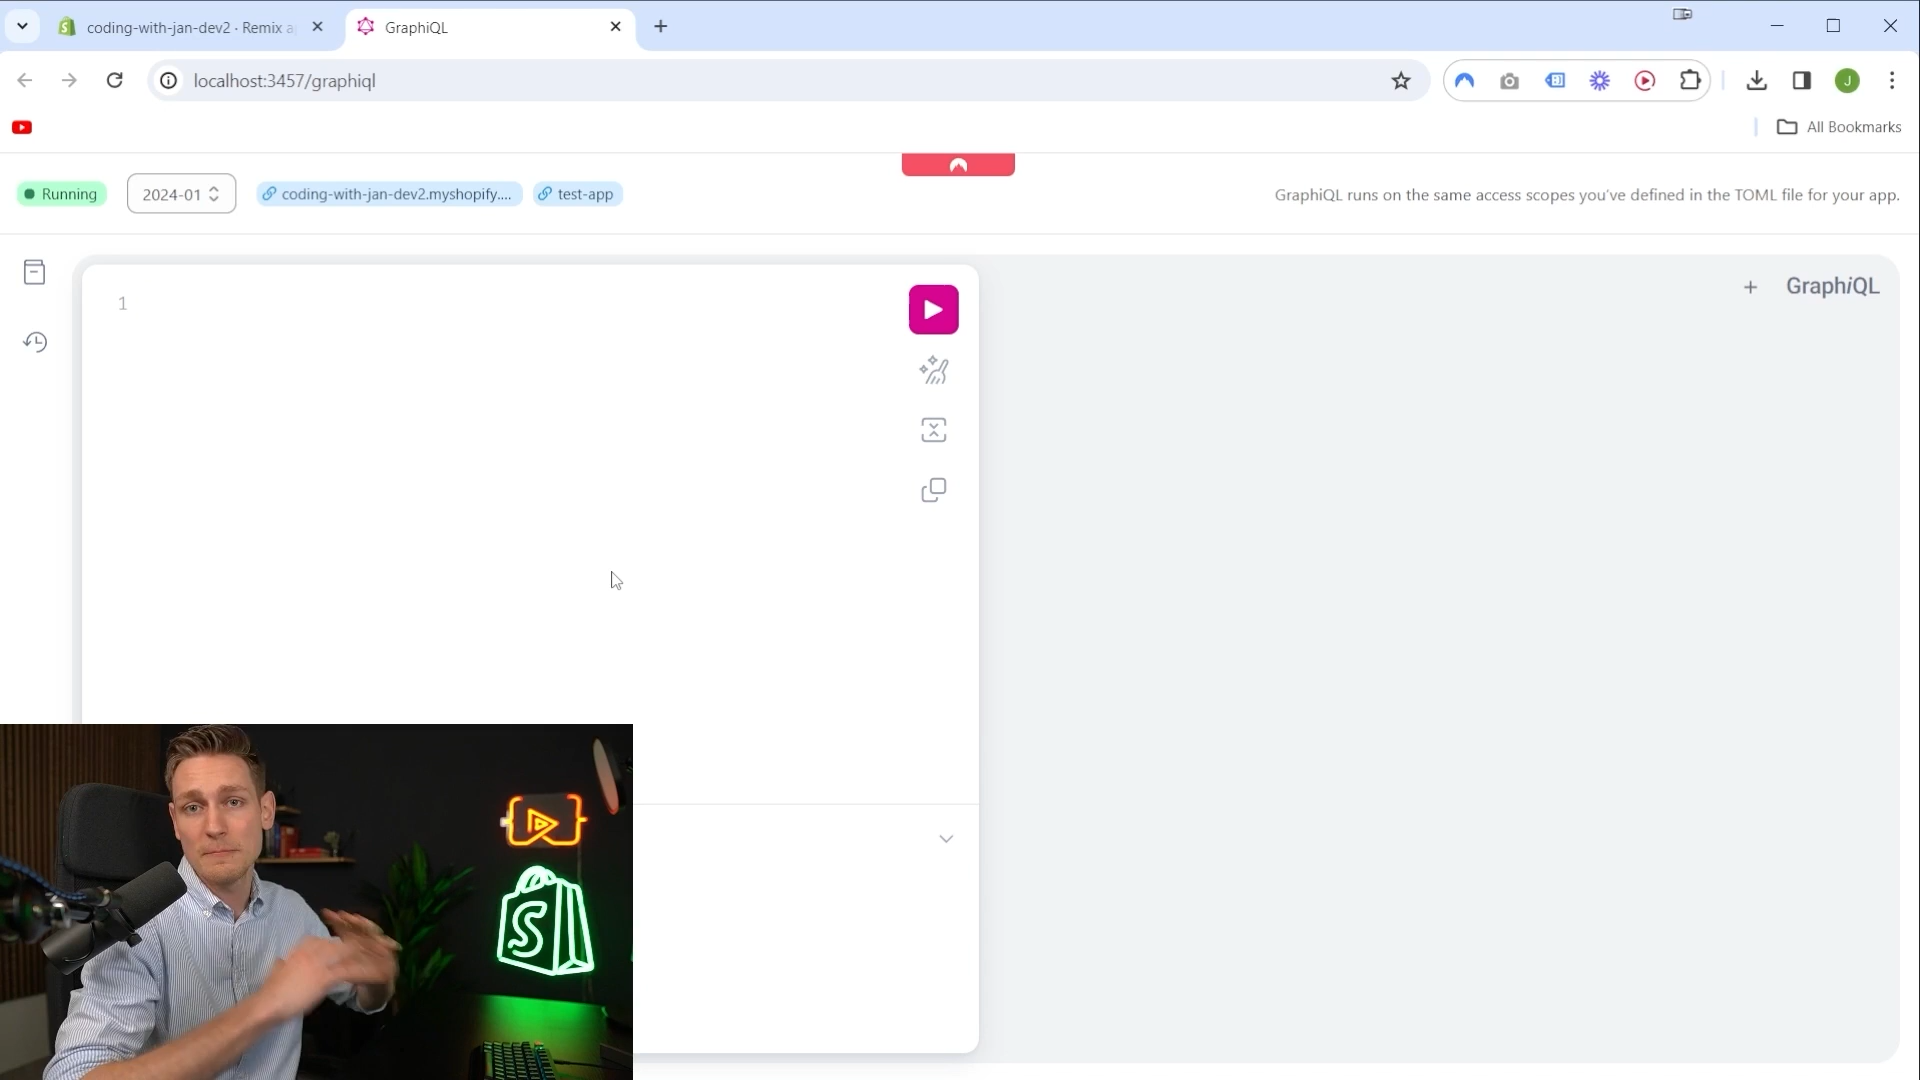 coding-with-jan-dev2 · Remix a
GraphiQL
localhost:3457/graphiql
J
All Bookmarks
Running
2024-01
coding-with-jan-dev2.myshopify....
test-app
GraphiQL runs on the same access scopes you've defined in the TOML file for your app.
1
GraphiQL
S